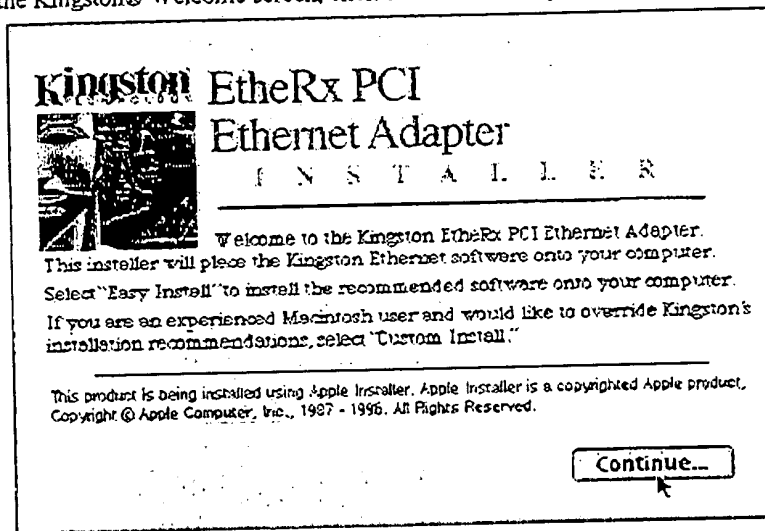 the Kingston® Welcome screen,
Kingston
EtheRx PCI
Ethernet Adapter
INSTALLER
Welcome to the Kingston EtheRx PCI Ethernet Adapter.
This installer will place the Kingston Ethernet software onto your computer.
Select "Easy Install" to install the recommended software onto your computer.
If you are an experienced Macintosh user and would like to override Kingston's
installation recommendations, select "Custom Install."
This product is being installed using Apple Installer. Apple Installer is a copyrighted Apple product,
Copyright © Apple Computer, Inc., 1987 - 1996. All Rights Reserved.
Continue...